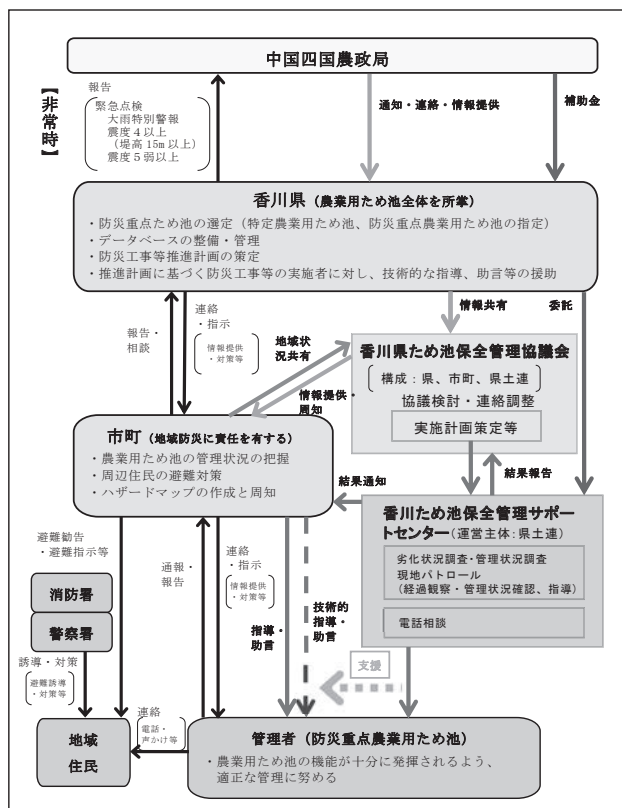 中国四国農政局
【非常時】
報告
緊急点検
大雨特別警報
震度4以上
（堤高15m以上）
震度5弱以上
通知・連絡・情報提供
補助金
香川県（農業用ため池全体を所掌）
・防災重点ため池の選定（特定農業用ため池、防災重点農業用ため池の指定）
・データベースの整備・管理
・防災工事等推進計画の策定
・推進計画に基づく防災工事等の実施者に対し、技術的な指導、助言等の援助
報告・
相談
連絡
・指示
情報提供
・対策等
地域状
況共有
情報共有
委託
情報提供・
周知
香川県ため池保全管理協議会
構成：県、市町、県土連
協議検討・連絡調整
実施計画策定等
市町（地域防災に責任を有する）
・農業用ため池の管理状況の把握
・周辺住民の避難対策
・ハザードマップの作成と周知
結果通知
結果報告
香川ため池保全管理サポー
トセンター（運営主体：県土連）
劣化状況調査・管理状況調査
現地パトロール
（経過観察・管理状況確認、指導）
電話相談
避難勧告
・避難指示等
消防署
警察署
誘導・対策
避難誘導
・対策等
通報・
報告
連絡
・指示
情報提供
・対策等
指導・
助言
技術的
指導・
助言
支援
地域
住民
連絡
電話・
声かけ等
管理者（防災重点農業用ため池）
・農業用ため池の機能が十分に発揮されるよう、
適正な管理に努める